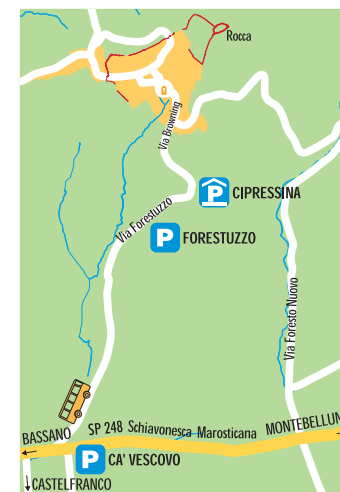 Rocca
Via Browning
P CIPRESSINA
Via Forestuzzo
P FORESTUZZO
Via Foresto Nuovo
BASSANO
SP 248 Schiavonesca Marosticana
MONTEBELLUN
P CA' VESCOVO
CASTELFRANCO